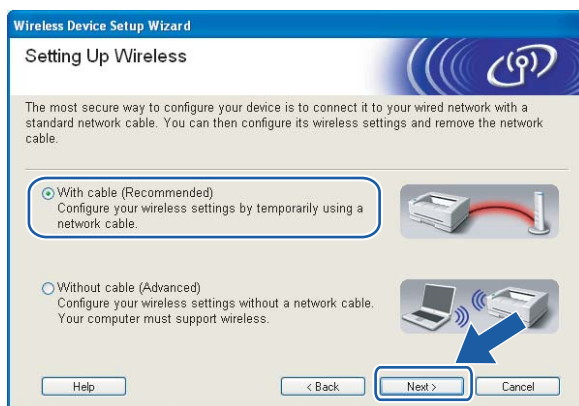 Wireless Device Setup Wizard
Setting Up Wireless
The most secure way to configure your device is to connect it to your wired network with a
standard network cable. You can then configure its wireless settings and remove the network
cable.
With cable (Recommended)
Configure your wireless settings by temporarily using a
network cable.
Without cable (Advanced)
Configure your wireless settings without a network cable.
Your computer must support wireless.
Help
< Back
Next >
Cancel